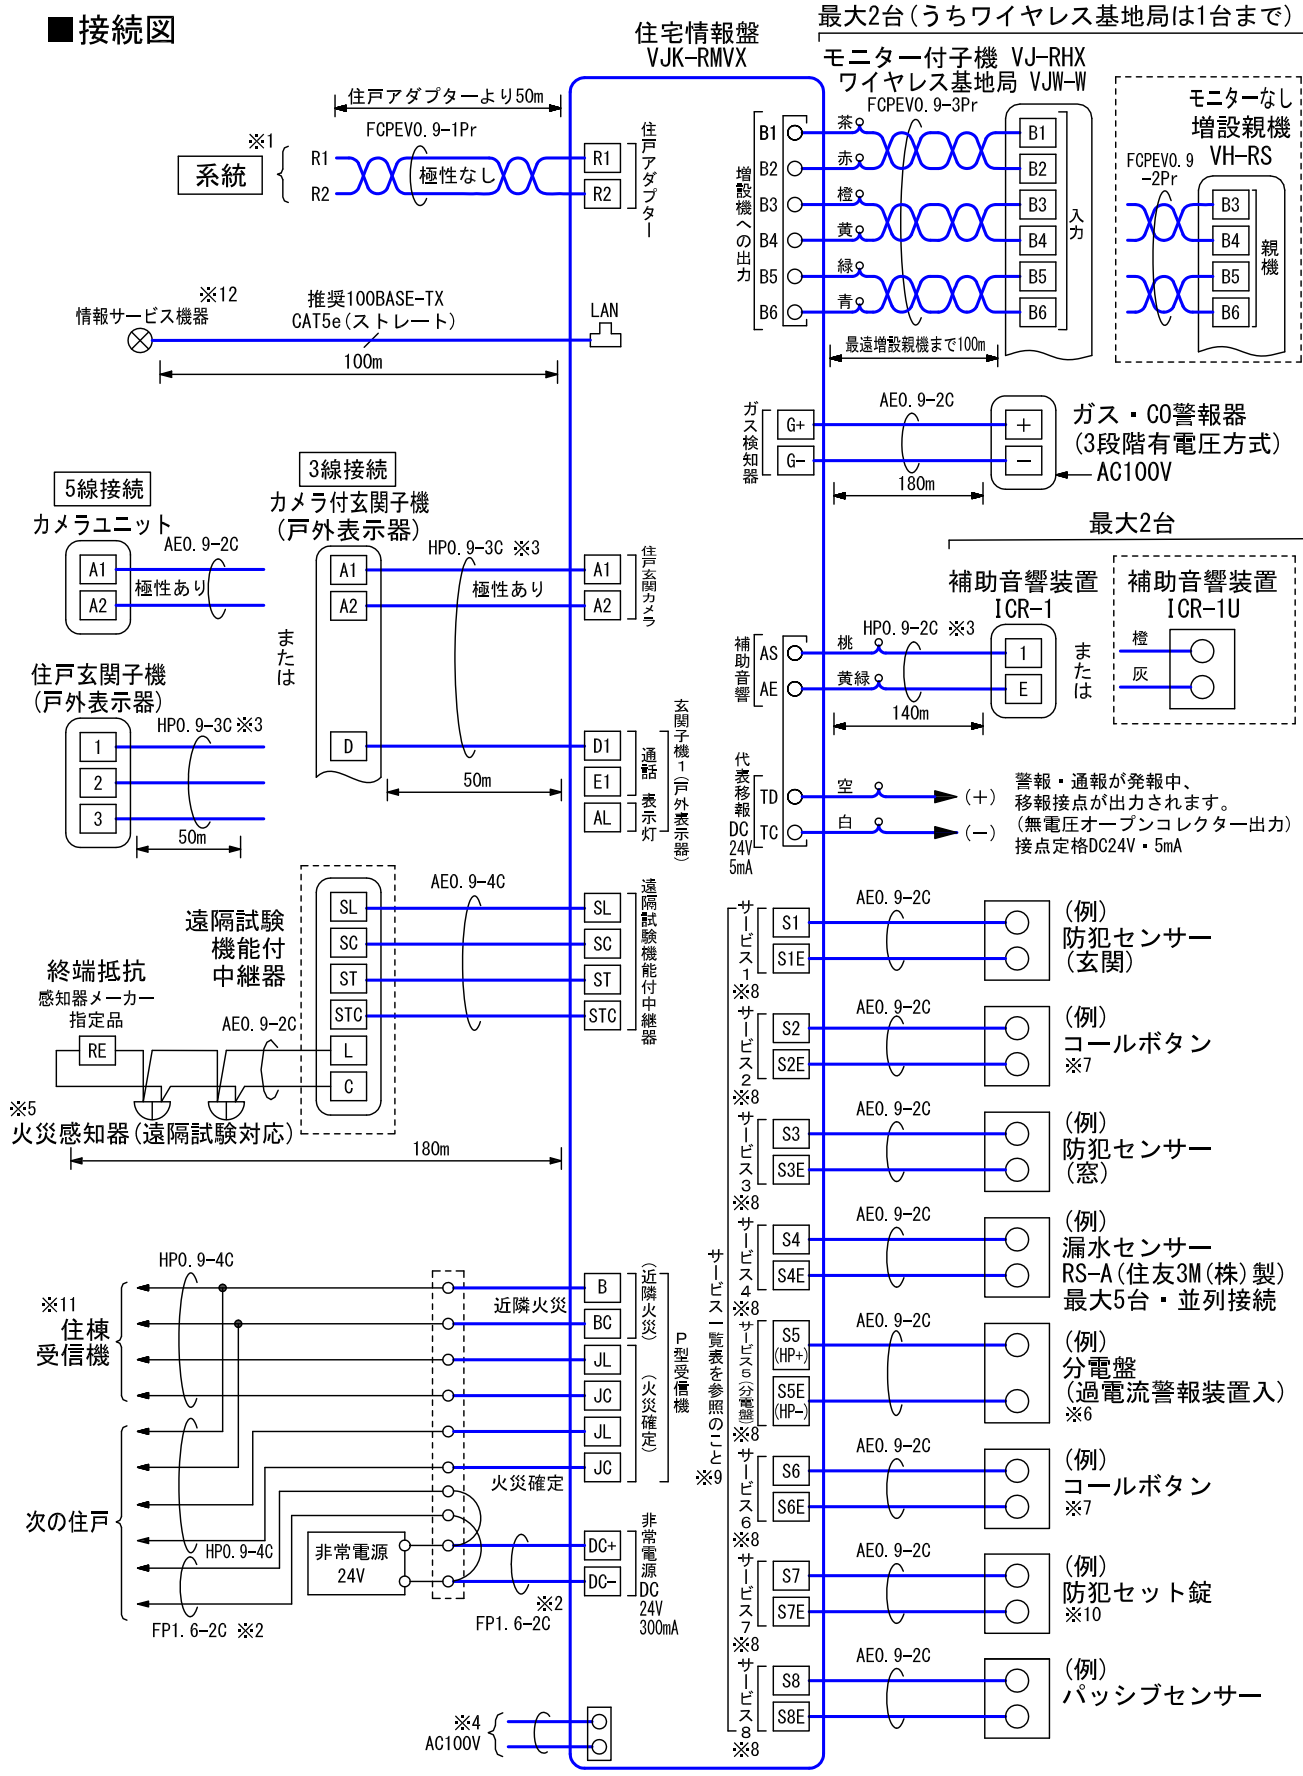 ■接続図
最大2台(うちワイヤレス基地局は1台まで)
住宅情報盤
VJK-RMVX
モニター付子機 VJ-RHX
ワイヤレス基地局 VJW-W
住戸アダプターより50m
FCPEV0.9-1Pr
※1
系統
R1
R2
極性なし
R1
R2
住戸アダプター
増設機への出力
B1
B2
B3
B4
B5
B6
茶
赤
橙
黄
緑
青
FCPEV0.9-3Pr
B1
B2
B3
B4
B5
B6
入力
最遠増設親機まで100m
モニターなし
増設親機
VH-RS
FCPEV0.9
-2Pr
B3
B4
B5
B6
親機
※12
情報サービス機器
推奨100BASE-TX
CAT5e(ストレート)
100m
LAN
ガス検知器
G+
G-
AE0.9-2C
180m
+
-
ガス・CO警報器
(3段階有電圧方式)
AC100V
5線接続
カメラユニット
A1
A2
AE0.9-2C
極性あり
3線接続
カメラ付玄関子機
(戸外表示器)
A1
A2
D
HP0.9-3C ※3
極性あり
または
50m
A1
A2
住戸玄関カメラ
住戸玄関子機
(戸外表示器)
1
2
3
HP0.9-3C※3
50m
D1
E1
AL
通話
表示灯
玄関子機1(戸外表示器)
最大2台
補助音響
AS
AE
桃
黄緑
HP0.9-2C ※3
140m
補助音響装置
ICR-1
1
E
または
補助音響装置
ICR-1U
橙
灰
代表移報
DC
24V
5mA
TD
TC
空
白
(+)
(-)
警報・通報が発報中、
移報接点が出力されます。
(無電圧オープンコレクター出力)
接点定格DC24V・5mA
遠隔試験
機能付
中継器
SL
SC
ST
STC
L
C
AE0.9-4C
SL
SC
ST
STC
遠隔試験機能付中継器
終端抵抗
感知器メーカー
指定品
RE
AE0.9-2C
※5
火災感知器(遠隔試験対応)
180m
サービス一覧表を参照のこと
※9
サービス1
※8
S1
S1E
AE0.9-2C
(例)
防犯センサー
(玄関)
サービス2
※8
S2
S2E
AE0.9-2C
(例)
コールボタン
※7
サービス3
※8
S3
S3E
AE0.9-2C
(例)
防犯センサー
(窓)
サービス4
※8
S4
S4E
AE0.9-2C
(例)
漏水センサー
RS-A(住友3M(株)製)
最大5台・並列接続
サービス5(分電盤)
※8
S5
(HP+)
S5E
(HP-)
AE0.9-2C
(例)
分電盤
(過電流警報装置入)
※6
サービス6
※8
S6
S6E
AE0.9-2C
(例)
コールボタン
※7
サービス7
※8
S7
S7E
AE0.9-2C
(例)
防犯セット錠
※10
サービス8
※8
S8
S8E
AE0.9-2C
(例)
パッシブセンサー
HP0.9-4C
※11
住棟
受信機
近隣火災
B
BC
JL
JC
JL
JC
(近隣火災)
(火災確定)
P型受信機
火災確定
次の住戸
HP0.9-4C
FP1.6-2C ※2
非常電源
24V
※2
FP1.6-2C
DC+
DC-
非常電源
DC
24V
300mA
※4
AC100V